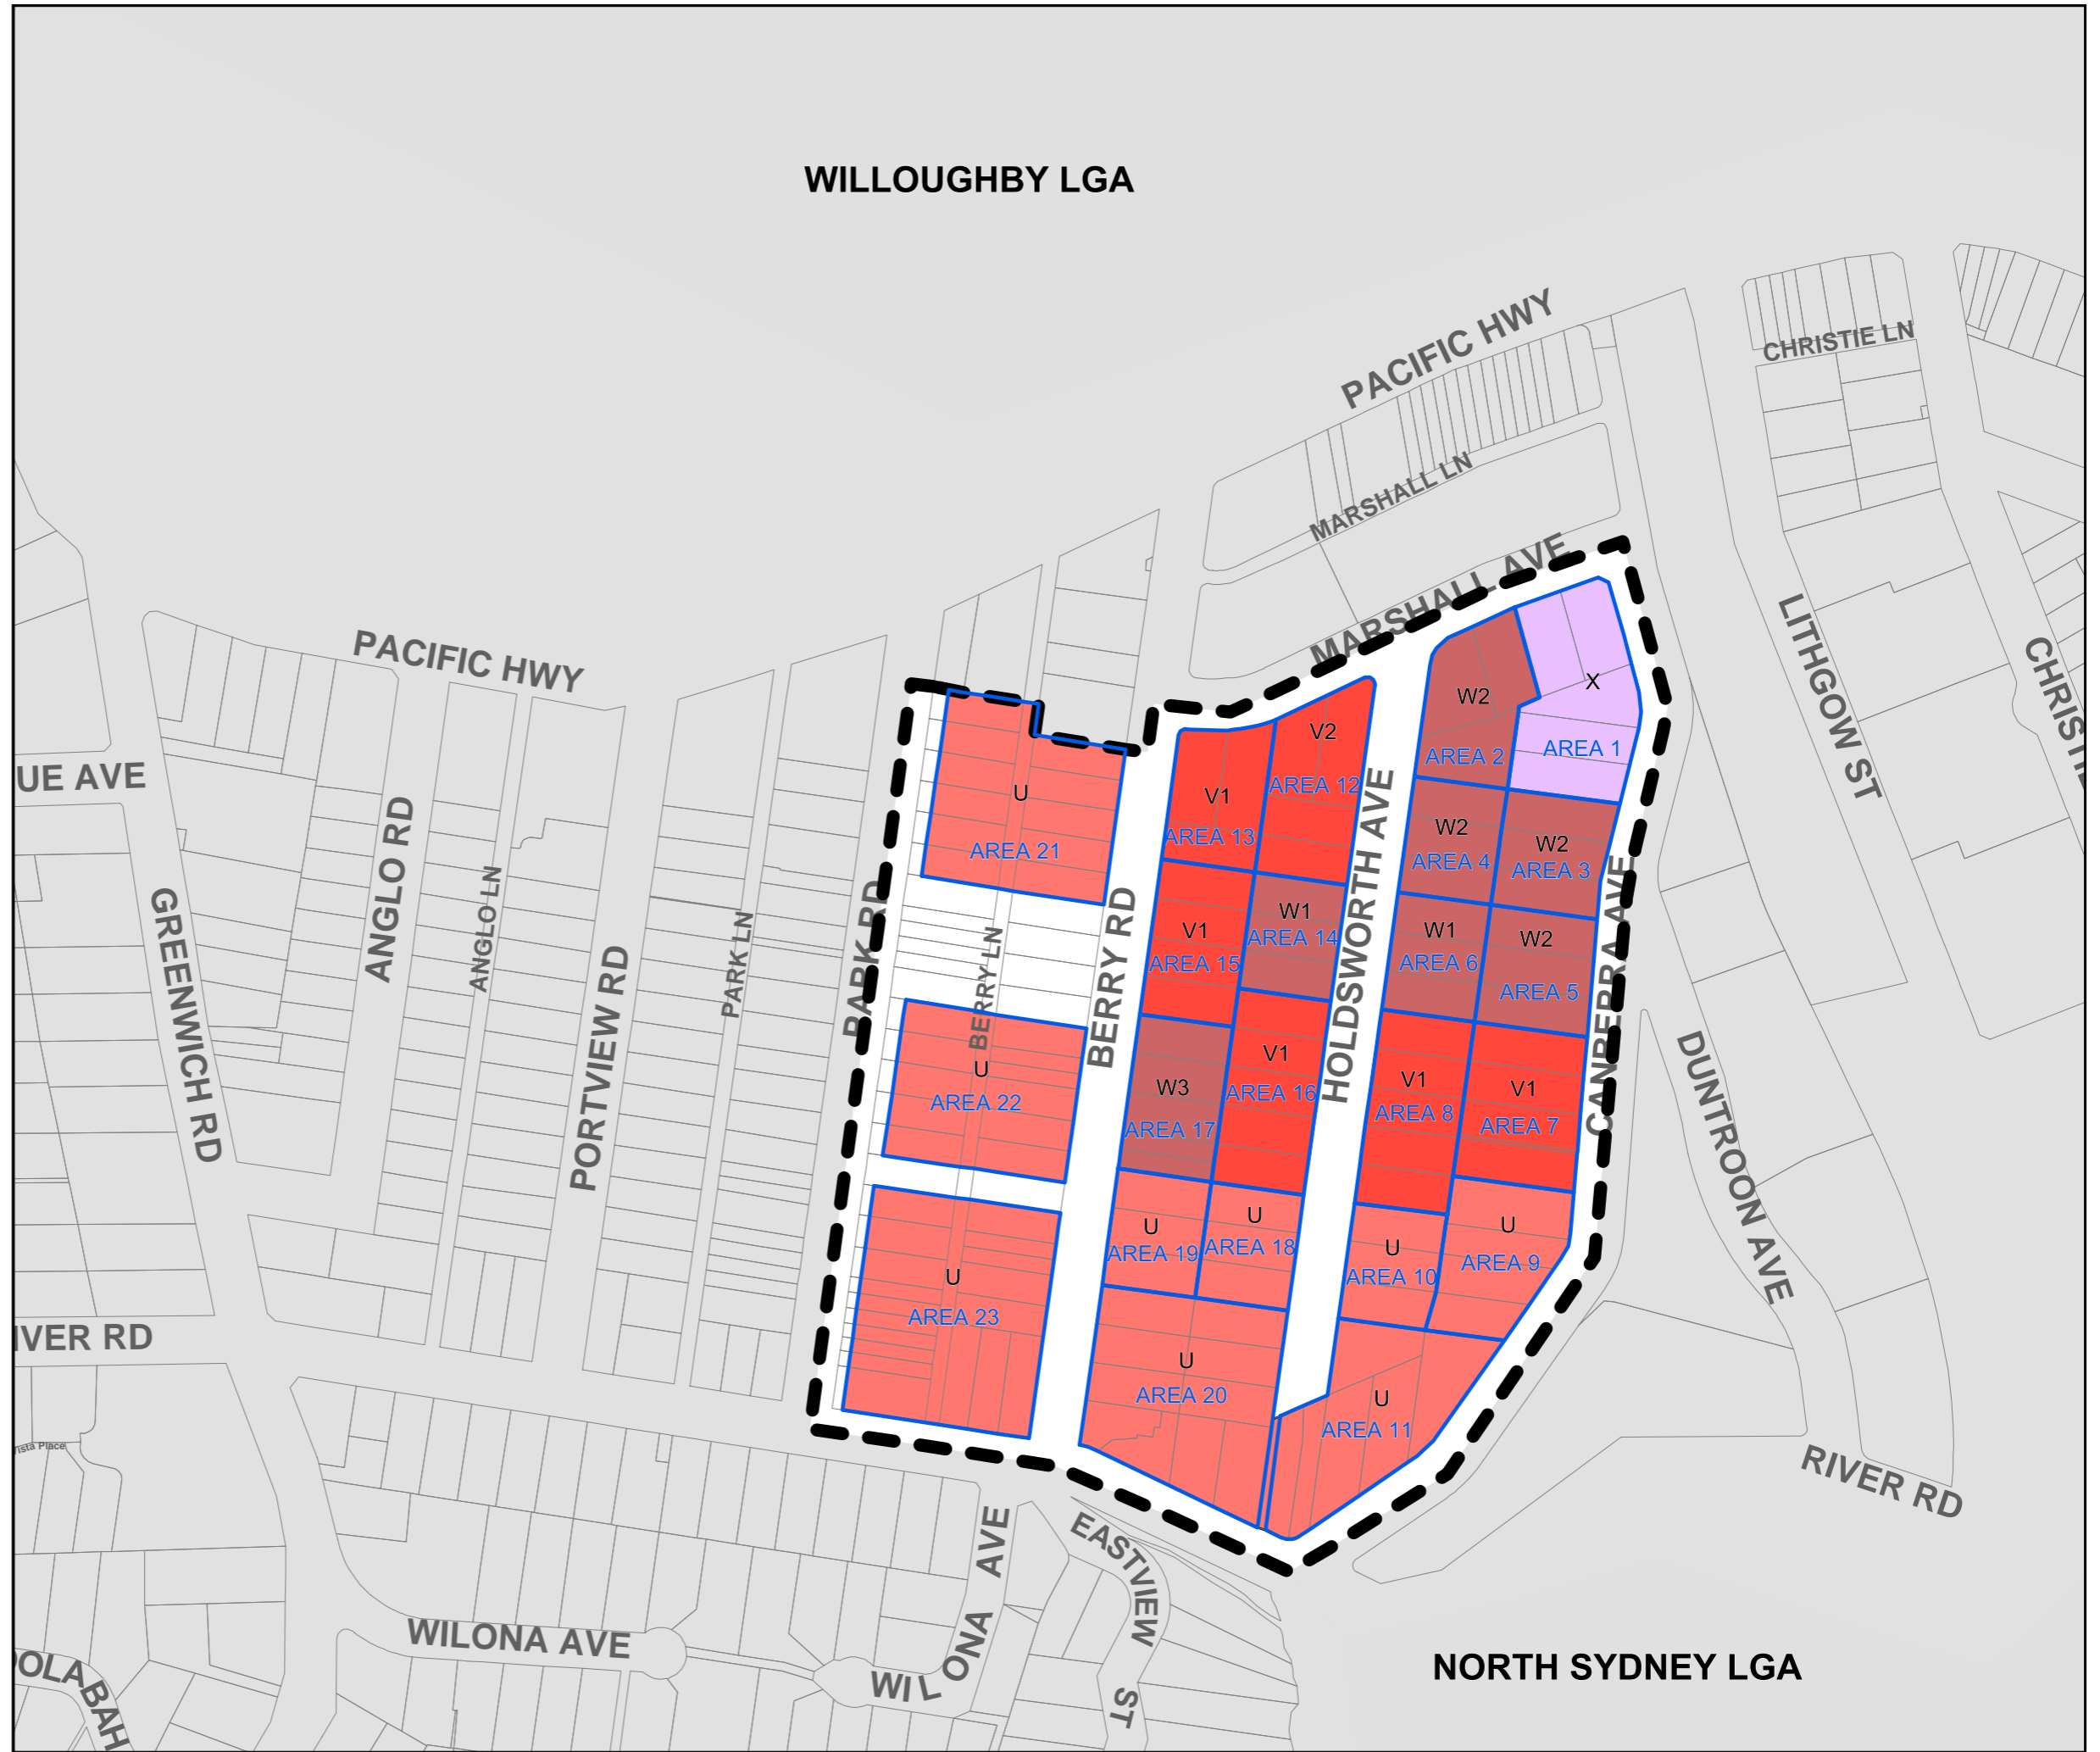 WILLOUGHBY LGA
PACIFIC HWY
CHRISTIE LN
MARSHALL LN
MARSHALL AVE
LITHGOW ST
PACIFIC HWY
UE AVE
GREENWICH RD
ANGLO RD
ANGLO LN
PORTVIEW RD
PARK LN
PARK RD
BERRY LN
BERRY RD
HOLDSWORTH AVE
CANBERRA AVE
DUNTROON AVE
RIVER RD
X
AREA 1
W2
AREA 2
W2
AREA 3
W2
AREA 4
W2
AREA 5
W1
AREA 6
V1
AREA 7
V1
AREA 8
U
AREA 9
U
AREA 10
U
AREA 11
V2
AREA 12
V1
AREA 13
W1
AREA 14
V1
AREA 15
V1
AREA 16
W3
AREA 17
U
AREA 18
U
AREA 19
U
AREA 20
U
AREA 21
U
AREA 22
U
AREA 23
IVER RD
ista Place
WILONA AVE
WILONA AVE
EASTVIEW ST
OLA
BAH
NORTH SYDNEY LGA